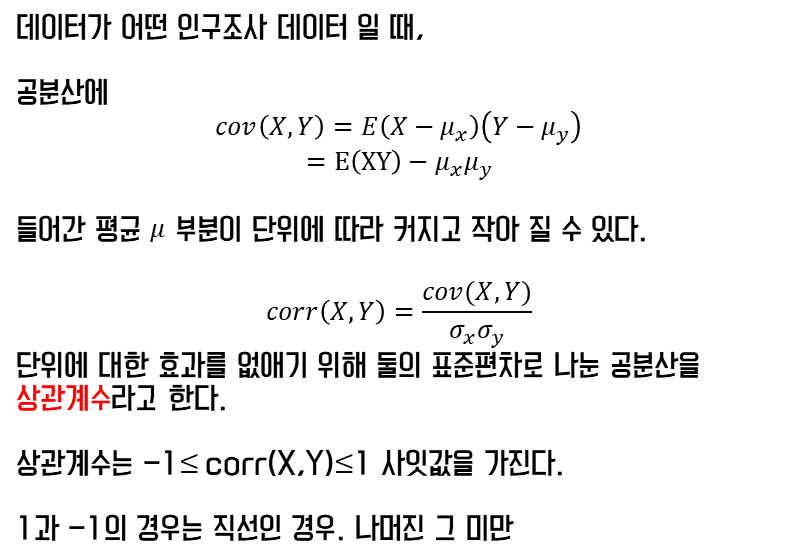 데이터가 어떤 인구조사 데이터 일 때,
공분산에
cov(X,Y) = E(X − μₓ)(Y − μ_y)
= E(XY) − μₓμ_y
들어간 평균 μ 부분이 단위에 따라 커지고 작아 질 수 있다.
corr(X,Y) = cov(X,Y) / σₓσ_y
단위에 대한 효과를 없애기 위해 둘의 표준편차로 나눈 공분산을
상관계수라고 한다.
상관계수는 −1≤corr(X,Y)≤1 사잇값을 가진다.
1과 −1의 경우는 직선인 경우. 나머진 그 미만